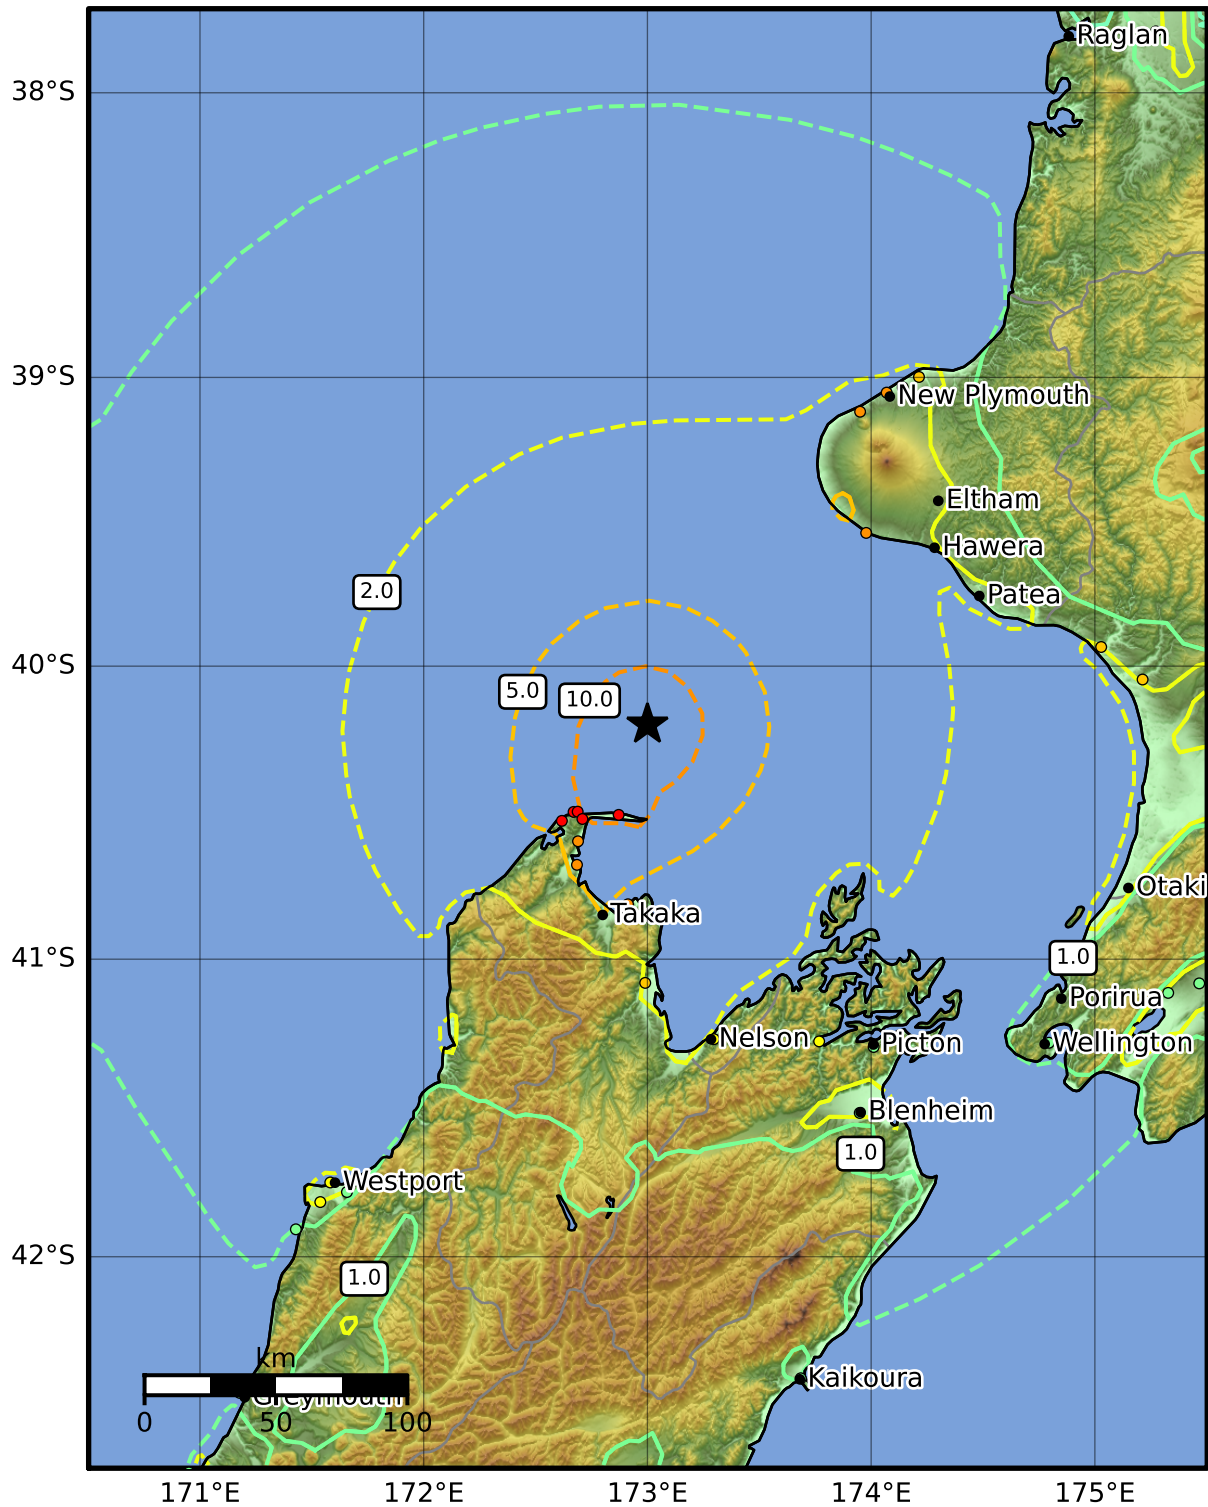 Raglan
38°S
39°S
New Plymouth
Eltham
Hawera
2.0
Patea
40°S
5.0
10.0
Otaki
Takaka
41°S
1.0
Porirua
Nelson
Picton
Wellington
Blenheim
1.0
Westport
42°S
1.0
km
Kaikoura
Greymouth
0
50
100
171°E
172°E
173°E
174°E
175°E